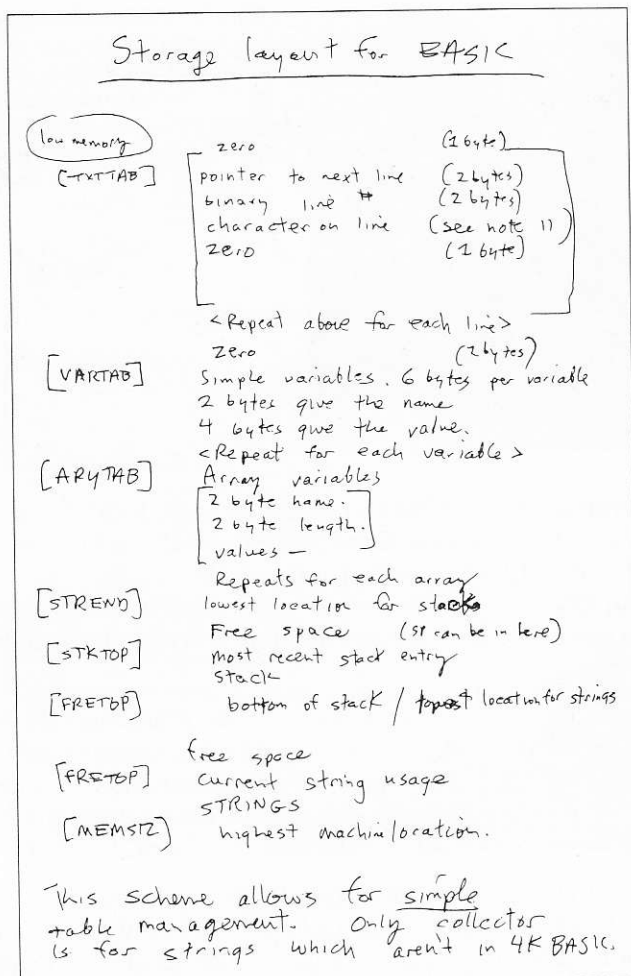 Storage layout for BASIC
low memory
zero (1 byte)
[TXTTAB] pointer to next line (2 bytes)
binary line # (2 bytes)
character on line (see note 1)
zero (1 byte)
<Repeat above for each line>
zero (2 bytes)
[VARTAB] Simple variables. 6 bytes per variable
2 bytes give the name
4 bytes give the value.
<Repeat for each variable>
[ARYTAB] Array variables
2 byte name.
2 byte length.
values —
Repeats for each array
[STREND] lowest location for stack
Free space (SP can be in here)
[STKTOP] most recent stack entry
stack
[FRETOP] bottom of stack / location for strings
free space
[FRETOP] current string usage
STRINGS
[MEMSIZ] highest machine location.
This scheme allows for simple
table management. Only collector
is for strings which aren't in 4K BASIC.